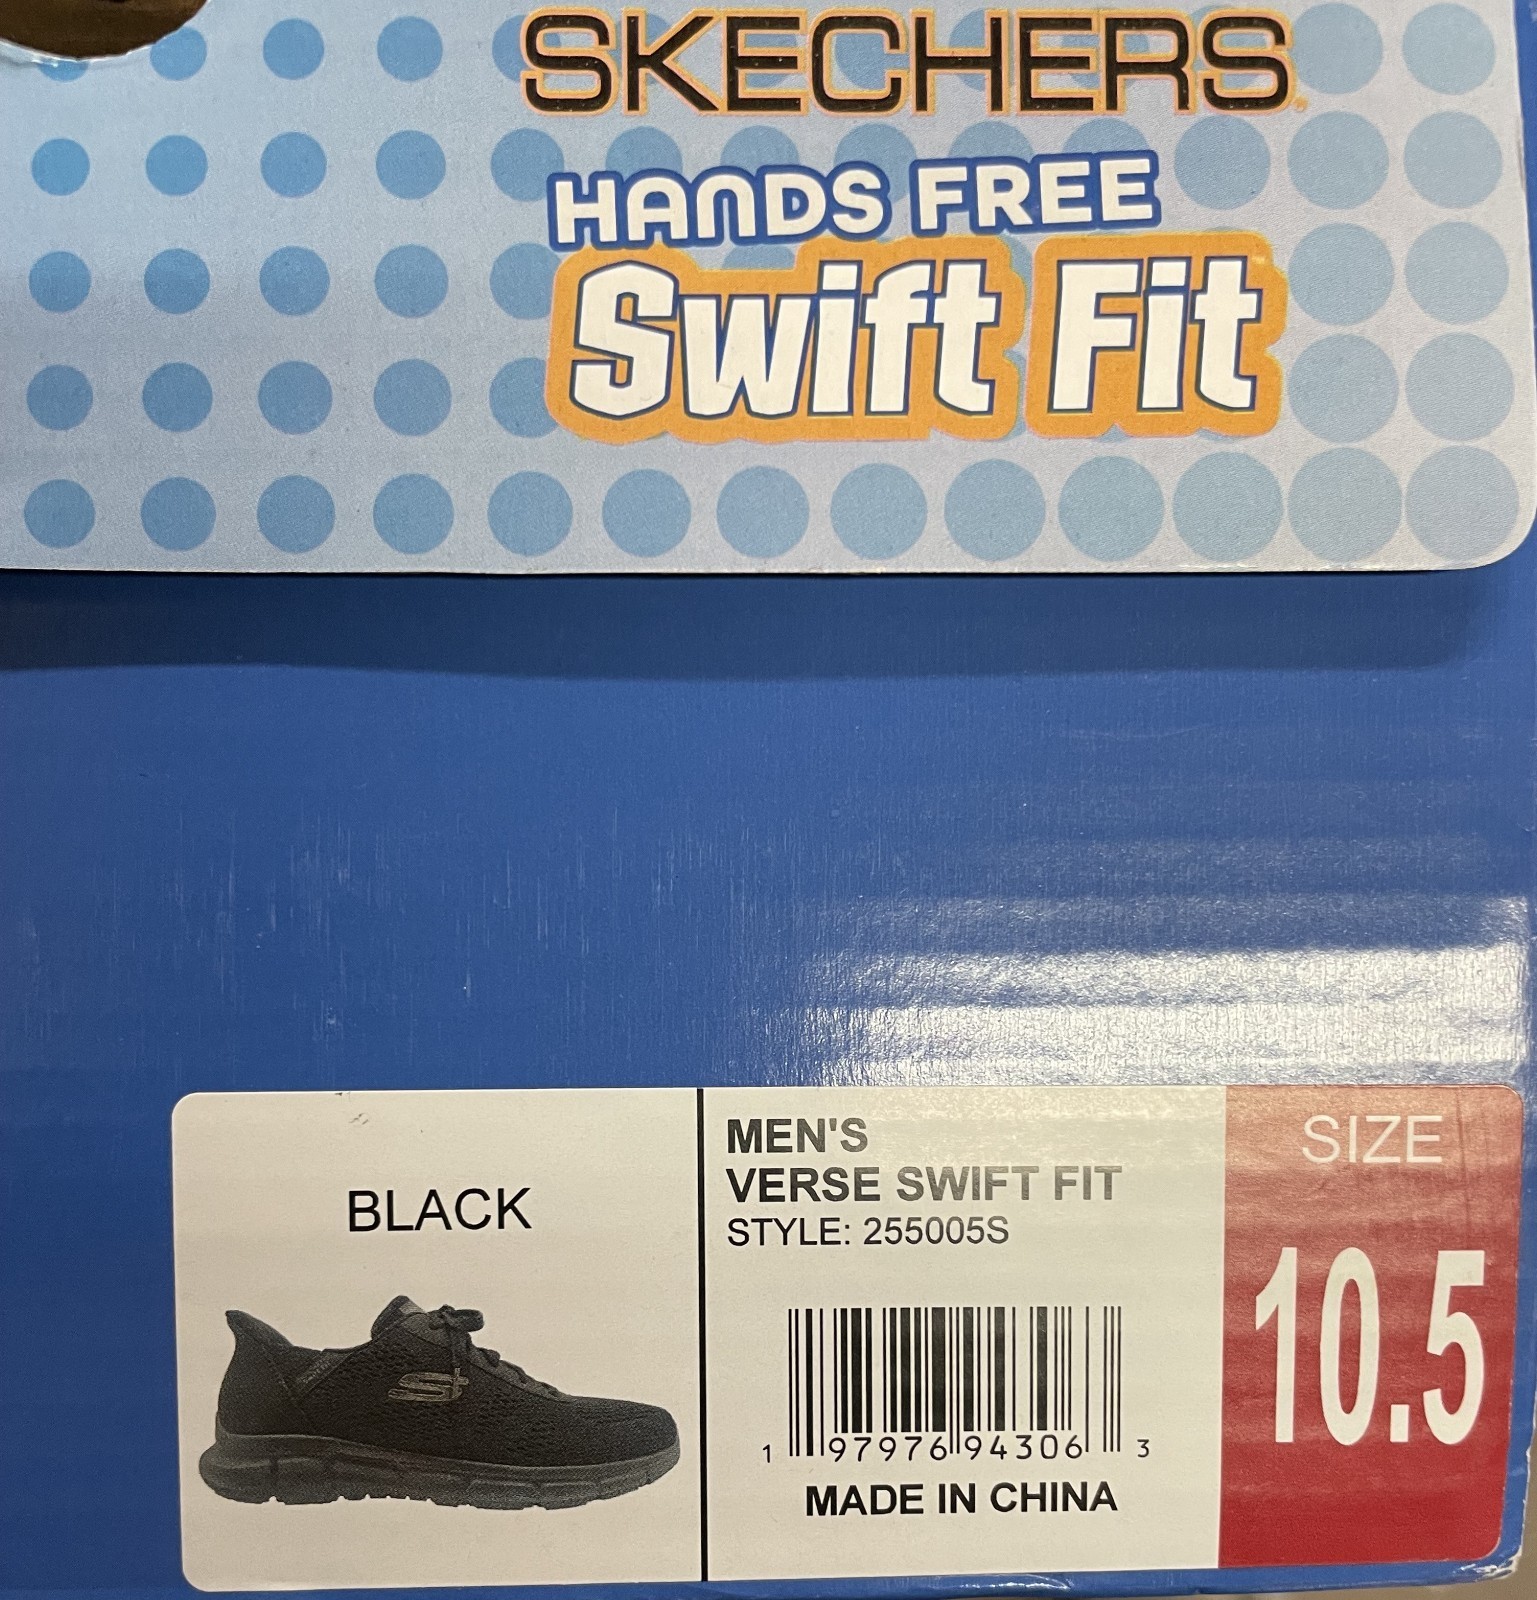 SKECHERS
HANDS FREE
Swift Fit
BLACK
MEN'S
VERSE SWIFT FIT
STYLE: 255005S
1 97976 94306 3
MADE IN CHINA
SIZE
10.5